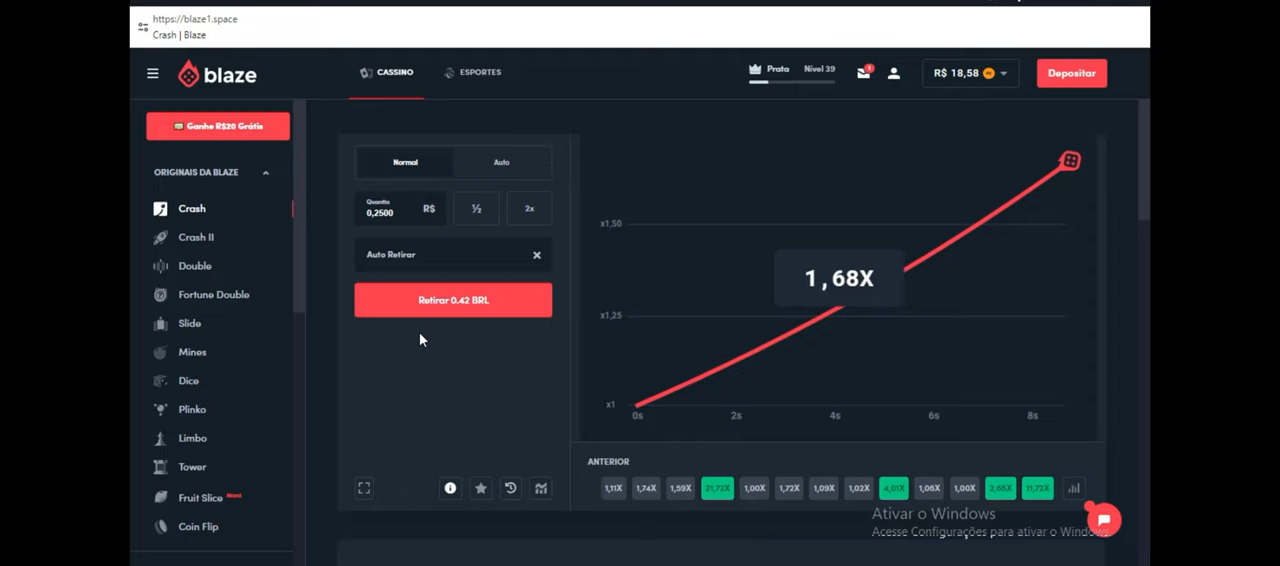 https://blaze1.space
Crash | Blaze
blaze
CASSINO
ESPORTES
Prata
Nível 39
1
R$ 18,58
R$
Depositar
Ganhe R$20 Grátis
ORIGINAIS DA BLAZE
Crash
Crash II
Double
Fortune Double
Slide
Mines
Dice
Plinko
Limbo
Tower
Fruit Slice
Coin Flip
Normal
Auto
Quantia
0,2500
R$
½
2x
Auto Retirar
Retirar 0.42 BRL
x1,50
x1,25
x1
1,68X
0s
2s
4s
6s
8s
ANTERIOR
1,11X
1,74X
1,59X
21,72X
1,00X
1,72X
1,09X
1,02X
4,01X
1,06X
1,00X
2,66X
11,72X
Ativar o Windows
Acesse Configurações para ativar o Windows.